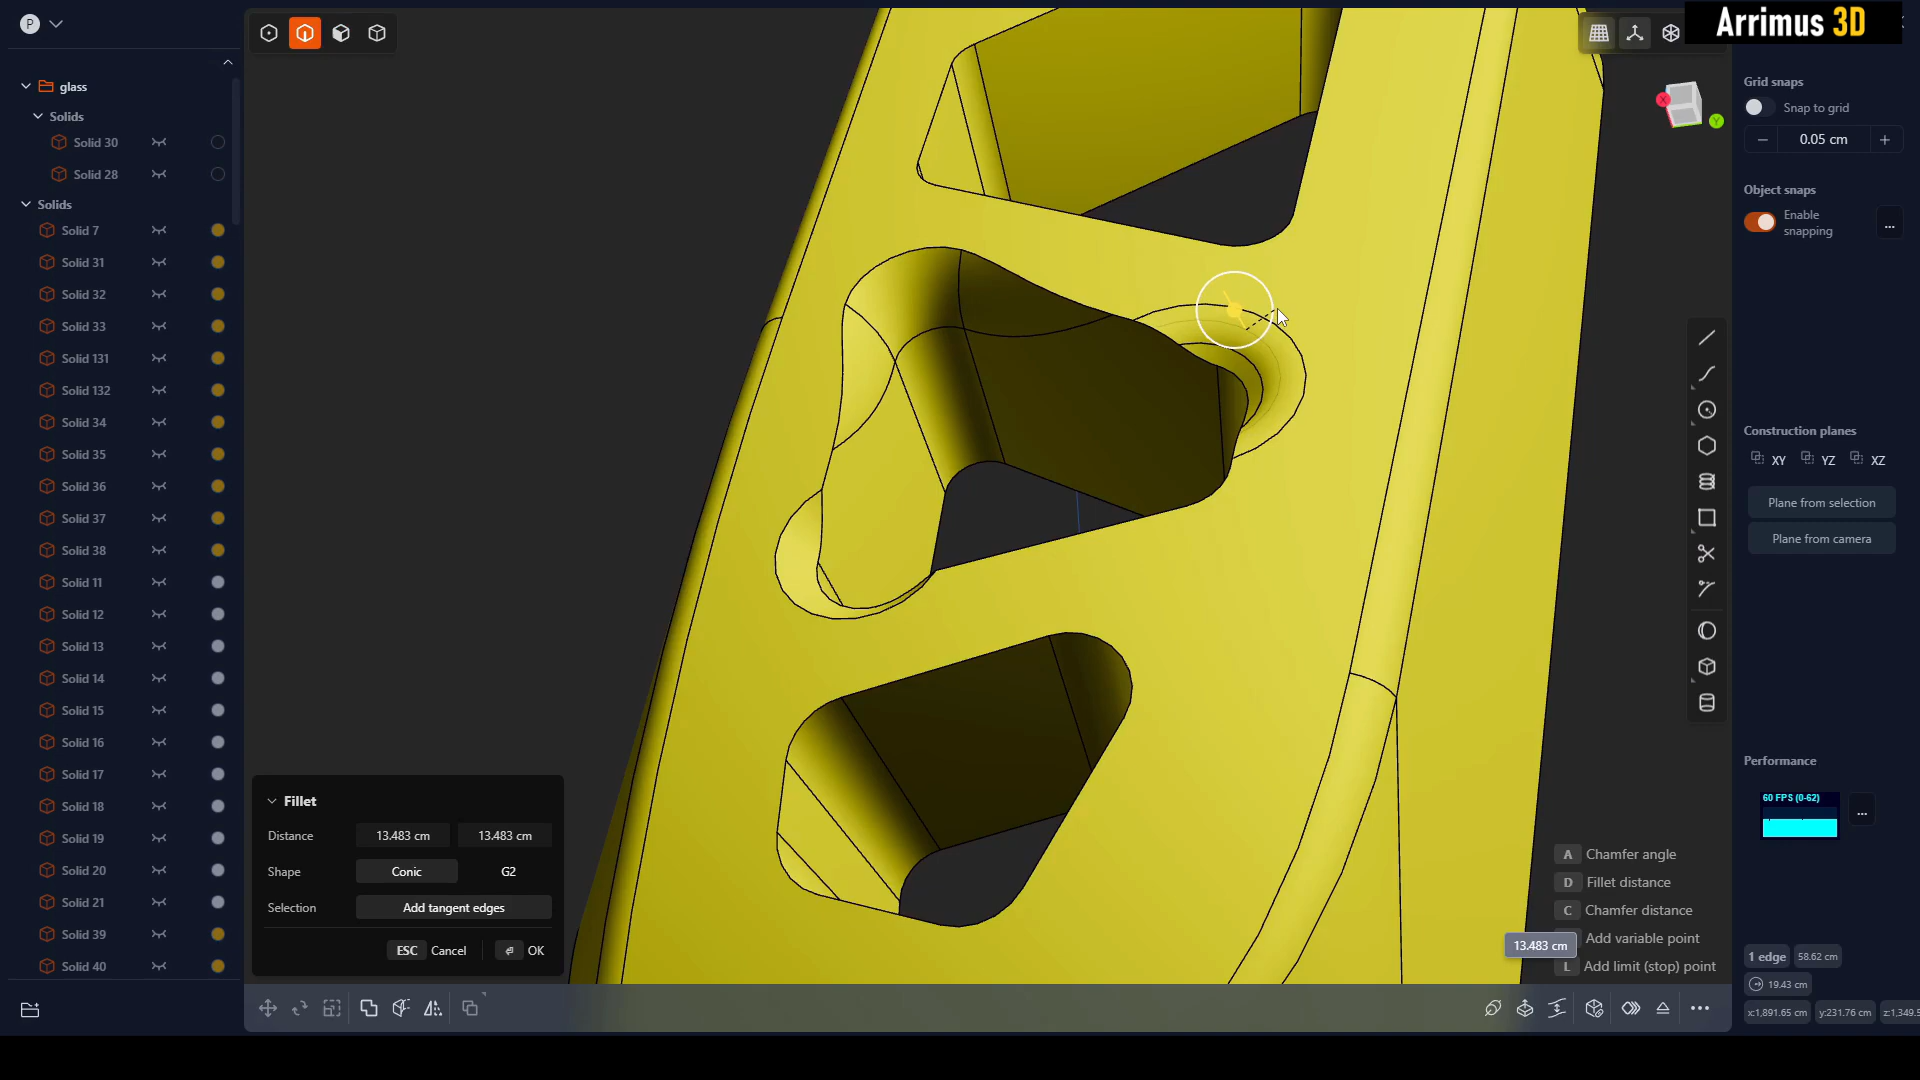 P
Arrimus 3D
glass
Solids
Solid 30
Solid 28
Solids
Solid 7
Solid 31
Solid 32
Solid 33
Solid 131
Solid 132
Solid 34
Solid 35
Solid 36
Solid 37
Solid 38
Solid 11
Solid 12
Solid 13
Solid 14
Solid 15
Solid 16
Solid 17
Solid 18
Solid 19
Solid 20
Solid 21
Solid 39
Solid 40
Fillet
Distance 13.483 cm 13.483 cm
Shape Conic G2
Selection Add tangent edges
ESC Cancel OK
X
Y
A Chamfer angle
D Fillet distance
C Chamfer distance
Add variable point
L Add limit (stop) point
13.483 cm
Grid snaps
Snap to grid
0.05 cm
Object snaps
Enable
snapping
...
Construction planes
XY YZ XZ
Plane from selection
Plane from camera
Performance
60 FPS (0-62)
...
1 edge 58.62 cm
19.43 cm
x:1,891.65 cm y:231.76 cm z:1,349.5